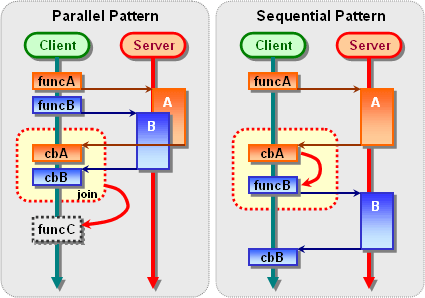 Parallel Pattern
Client
Server
funcA
A
funcB
B
cbA
cbB
join
funcC
Sequential Pattern
Client
Server
funcA
A
cbA
funcB
B
cbB